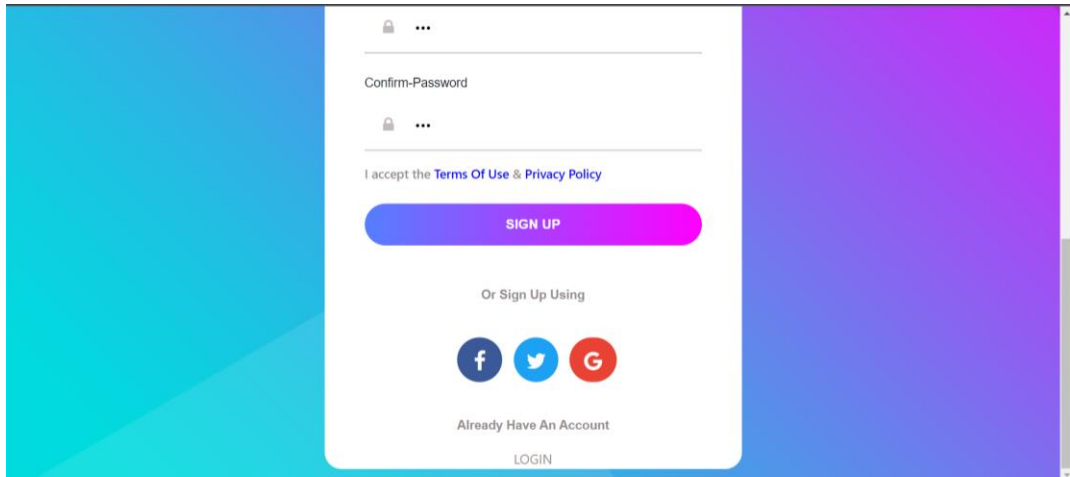 •••
Confirm-Password
•••
I accept the Terms Of Use & Privacy Policy
SIGN UP
Or Sign Up Using
Already Have An Account
LOGIN